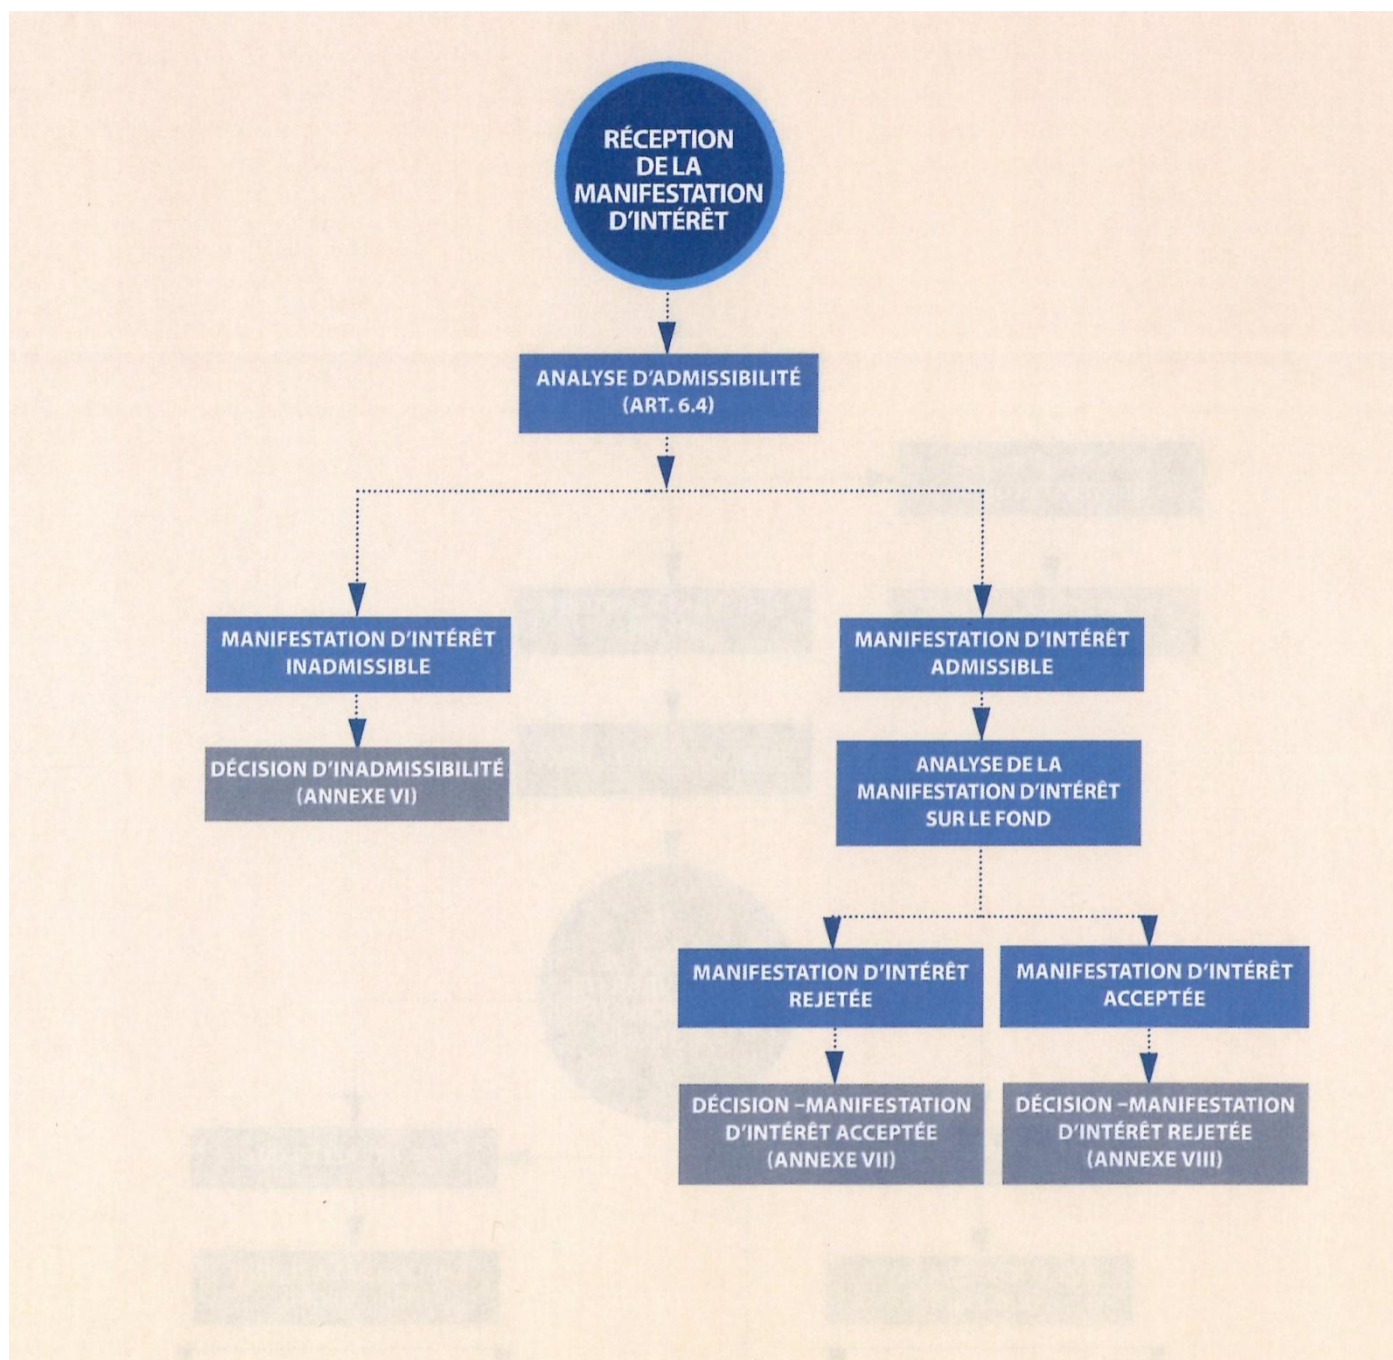 RÉCEPTION
DE LA
MANIFESTATION
D'INTÉRÊT
ANALYSE D'ADMISSIBILITÉ
(ART. 6.4)
MANIFESTATION D'INTÉRÊT
INADMISSIBLE
MANIFESTATION D'INTÉRÊT
ADMISSIBLE
DÉCISION D'INADMISSIBILITÉ
(ANNEXE VI)
ANALYSE DE LA
MANIFESTATION D'INTÉRÊT
SUR LE FOND
MANIFESTATION D'INTÉRÊT
REJETÉE
MANIFESTATION D'INTÉRÊT
ACCEPTÉE
DÉCISION –MANIFESTATION
D'INTÉRÊT ACCEPTÉE
(ANNEXE VII)
DÉCISION –MANIFESTATION
D'INTÉRÊT REJETÉE
(ANNEXE VIII)